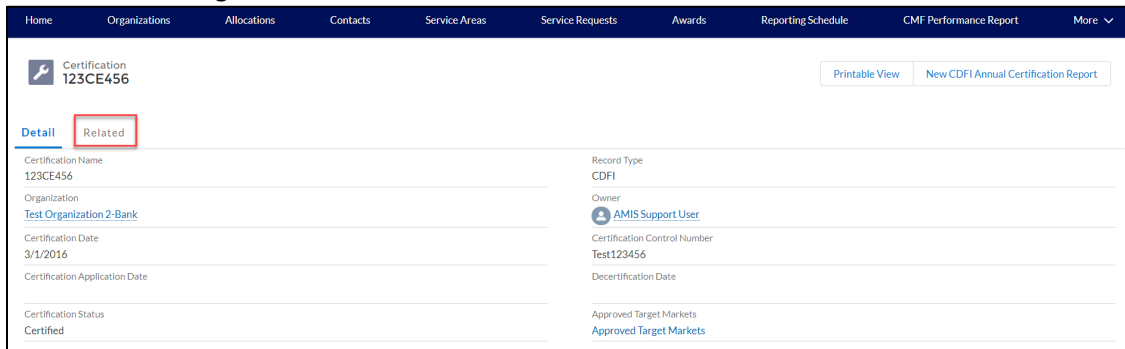 Home Organizations Allocations Contacts Service Areas Service Requests Awards Reporting Schedule CMF Performance Report More
Certification
123CE456
Printable View New CDFI Annual Certification Report
Detail Related
Certification Name Record Type
123CE456 CDFI
Organization Owner
Test Organization 2-Bank AMIS Support User
Certification Date Certification Control Number
3/1/2016 Test123456
Certification Application Date Decertification Date
Certification Status Approved Target Markets
Certified Approved Target Markets